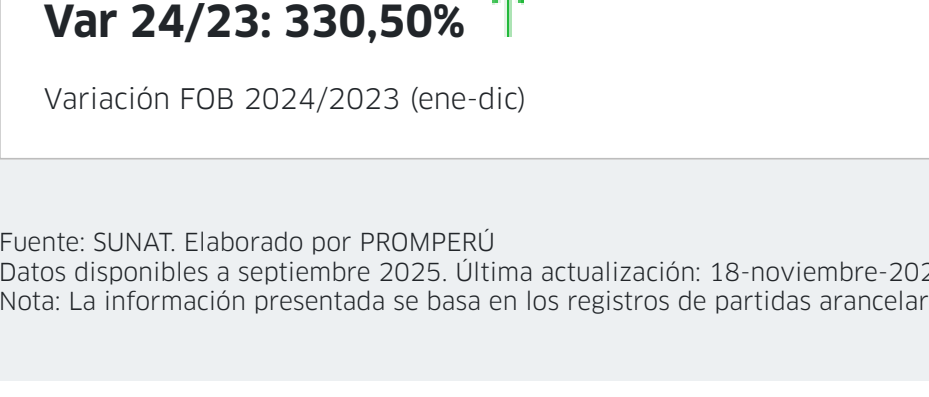 Var 24/23: 330,50%
Variación FOB 2024/2023 (ene-dic)
Fuente: SUNAT. Elaborado por PROMPERÚ
Datos disponibles a septiembre 2025. Última actualización: 18-noviembre-202
Nota: La información presentada se basa en los registros de partidas arancelar